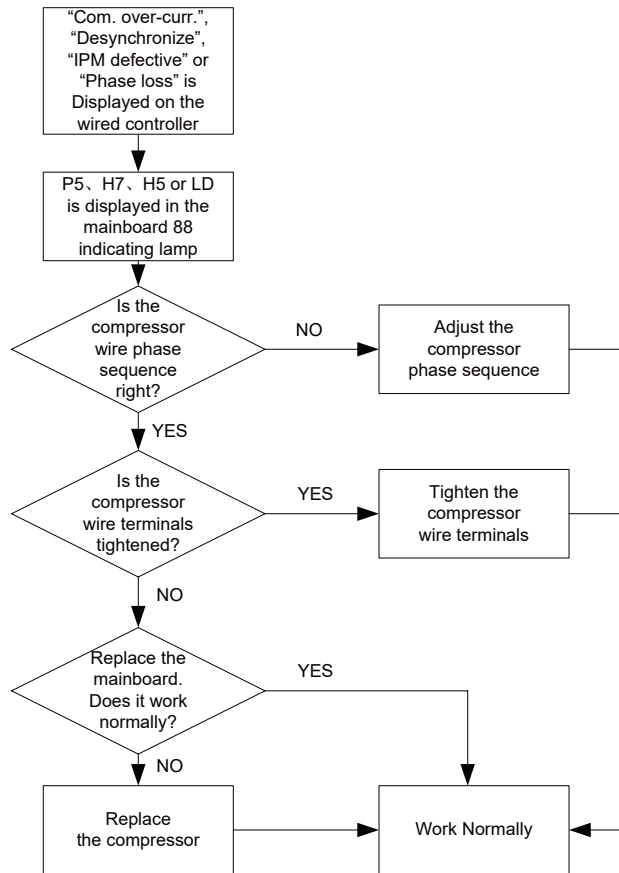 “Com. over-curr.”,
“Desynchronize”,
“IPM defective” or
“Phase loss” is
Displayed on the
wired controller
P5、H7、H5 or LD
is displayed in the
mainboard 88
indicating lamp
Is the
compressor
wire phase
sequence
right?
NO
Adjust the
compressor
phase sequence
YES
Is the
compressor
wire terminals
tightened?
YES
Tighten the
compressor
wire terminals
NO
Replace the
mainboard.
Does it work
normally?
YES
NO
Replace
the compressor
Work Normally